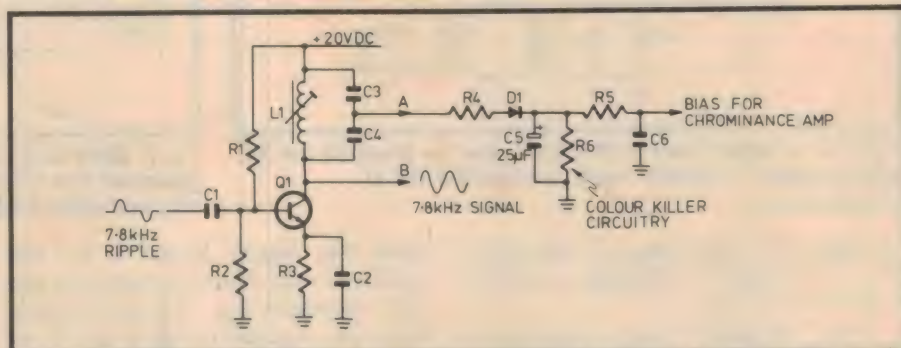 +20VDC
C3
L1
A
R4
D1
R5
BIAS FOR
CHROMINANCE AMP
C4
C5
25µF
+
R6
C6
R1
Q1
B
7·8kHz SIGNAL
COLOUR KILLER
CIRCUITRY
C1
7·8kHz
RIPPLE
R2
R3
C2